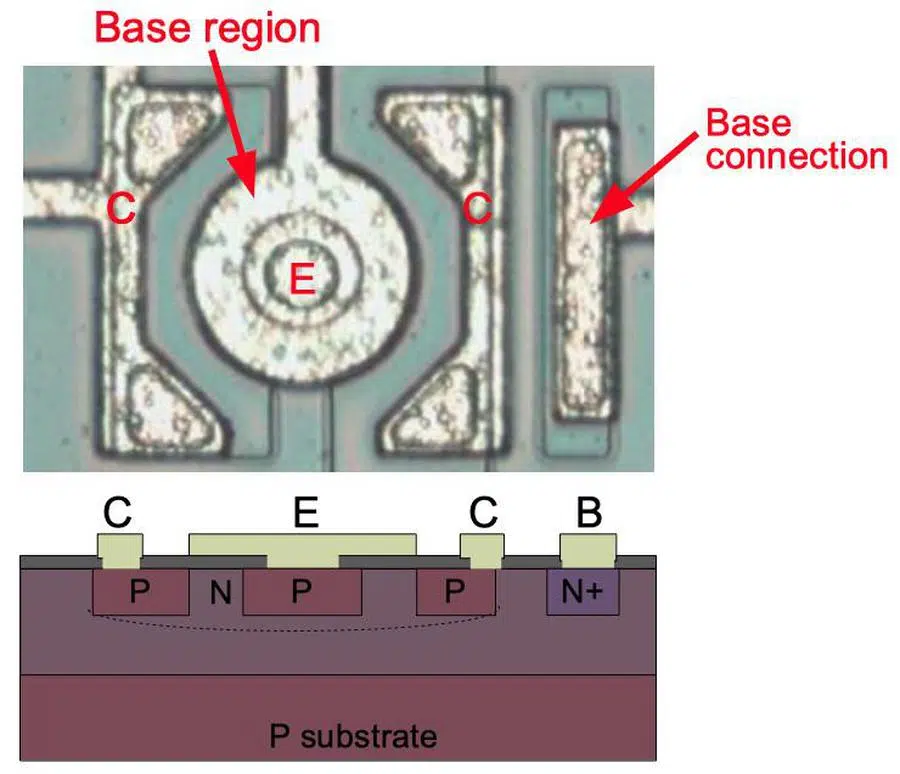 Base region
Base
connection
C
C
E
C
E
C
B
P
N
P
P
N+
P substrate